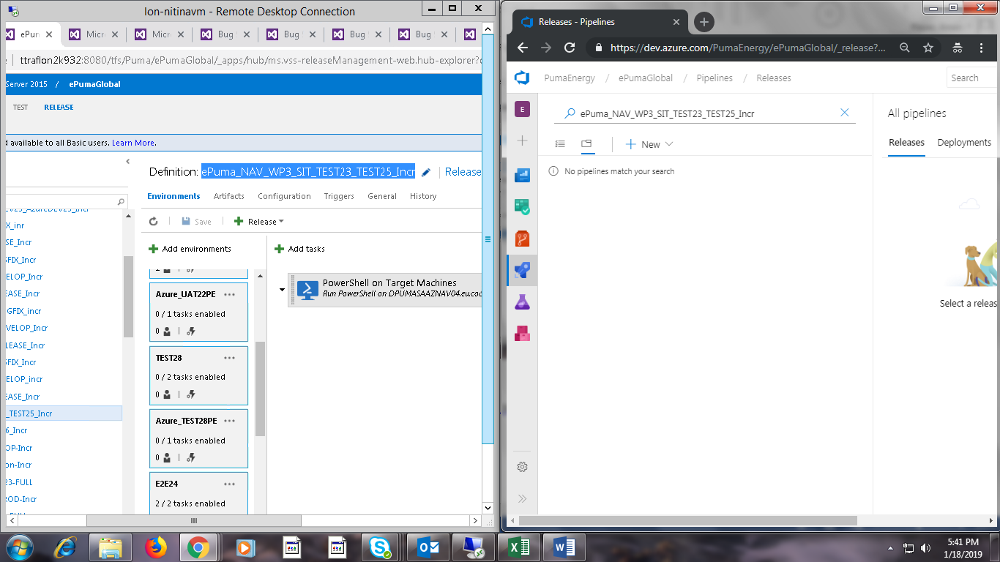 lon-nitinavm - Remote Desktop Connection
ePur
Micr
Micr
Bug
Bug
Bug
Bug
ttraflon2k932:8080/tfs/Puma/ePumaGlobal/_apps/hub/ms.vss-releaseManagement-web.hub-explorer?
Server 2015 / ePumaGlobal
TEST RELEASE
d available to all Basic users. Learn More.
Definition: ePuma_NAV_WP3_SIT_TEST23_TEST25_Incr Release
Environments Artifacts Configuration Triggers General History
Save Release
Add environments Add tasks
EV25_AzureDEV25_Incr
X_inr
SE_Incr
GFIX_Incr
ELOP_Incr
EASE_Incr
GFIX_incr
VELOP_Incr
LEASE_Incr
SFIX_Incr
ELOP_incr
EASE_Incr
_TEST25_Incr
6_Incr
OP-Incr
on-Incr
23-FULL
ROD-Incr
1
Azure_UAT22PE
0 / 1 tasks enabled
0
TEST28
0 / 2 tasks enabled
0
Azure_TEST28PE
0 / 1 tasks enabled
0
E2E24
2 / 2 tasks enabled
PowerShell on Target Machines
Run PowerShell on DPUMASAAZNAV04.eu.co
Releases - Pipelines
https://dev.azure.com/PumaEnergy/ePumaGlobal/_release?...
PumaEnergy / ePumaGlobal / Pipelines / Releases
Search
E
ePuma_NAV_WP3_SIT_TEST23_TEST25_Incr
New
No pipelines match your search
All pipelines
Releases Deployments
Select a releas
5:41 PM
1/18/2019